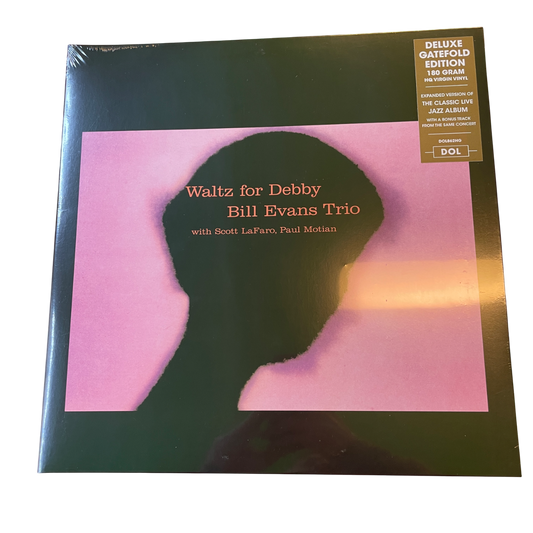 DELUXE
GATEFOLD
EDITION
180 GRAM
HQ VIRGIN VINYL
EXPANDED VERSION OF
THE CLASSIC LIVE
JAZZ ALBUM
WITH A BONUS TRACK
FROM THE SAME CONCERT
DOL
Waltz for Debby
Bill Evans Trio
with Scott LaFaro, Paul Motian